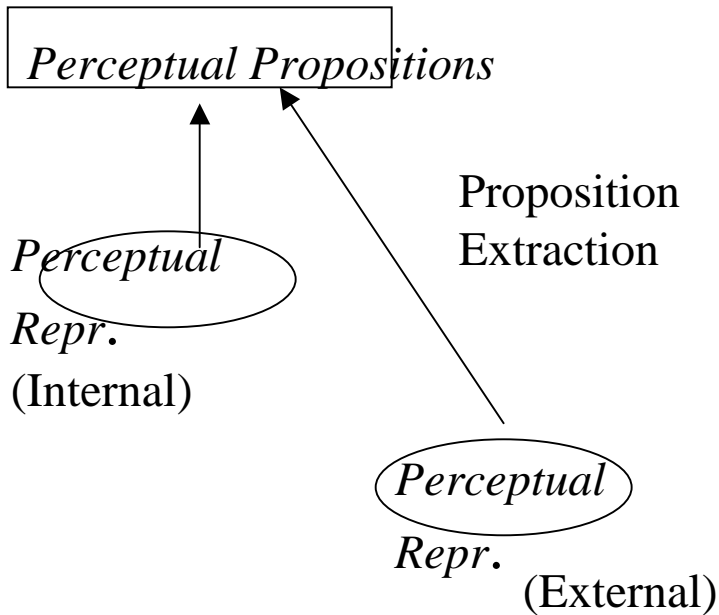 Perceptual Propositions
Proposition
Extraction
Perceptual
Repr.
(Internal)
Perceptual
Repr.
(External)